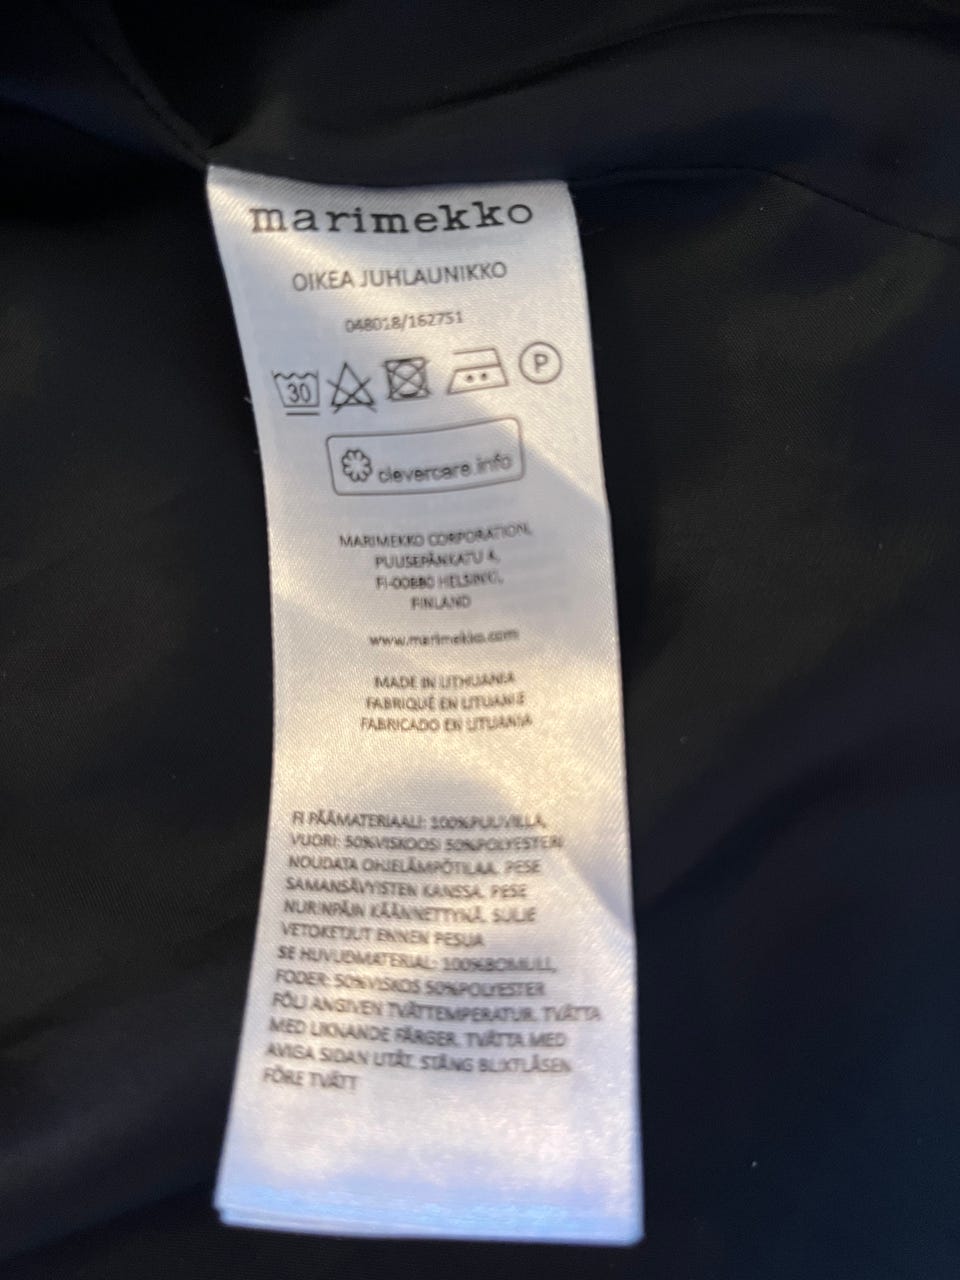 marimekko
OIKEA JUHLAUNIKKO
048018/162751
30
P
clevercare.info
MARIMEKKO CORPORATION,
PUUSEPÄNKATU 4,
FI-00880 HELSINKI,
FINLAND
www.marimekko.com
MADE IN LITHUANIA
FABRIQUÉ EN LITUANIE
FABRICADO EN LITUANIA
FI PÄÄMATERIAALI: 100%PUUVILLA,
VUORI: 50%VISKOOSI 50%POLYESTERI
NOUDATA OHJELÄMPÖTILAA. PESE
SAMANSÄVYISTEN KANSSA. PESE
NURINPÄIN KÄÄNNETTYNÄ. SULJE
VETOKETJUT ENNEN PESUA
SE HUVUDMATERIAL: 100%BOMULL,
FODER: 50%VISKOS 50%POLYESTER
FÖLJ ANGIVEN TVÄTTEMPERATUR. TVÄTTA
MED LIKNANDE FÄRGER. TVÄTTA MED
AVIGA SIDAN UTÅT. STÄNG BLIXTLÅSEN
FÖRE TVÄTT